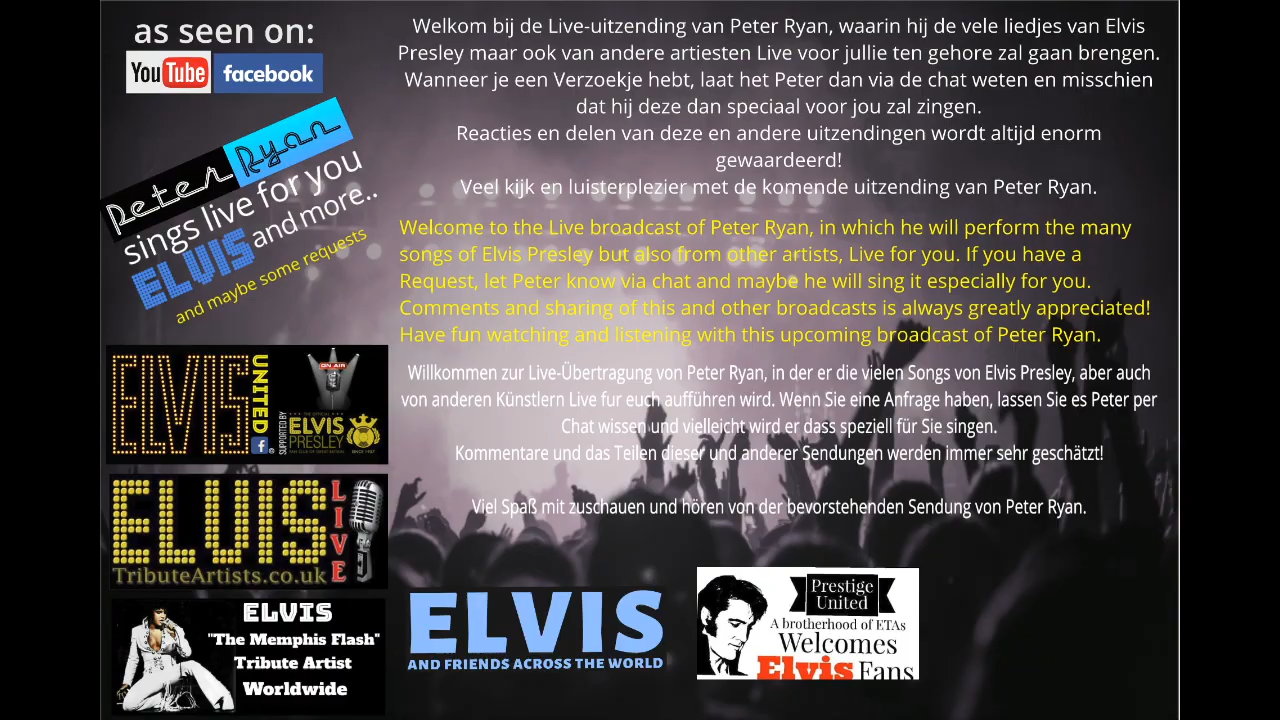 as seen on:
YouTube facebook
Peter Ryan
sings live for you
ELVIS and more..
and maybe some requests
ELVIS UNITED
ON AIR
SUPPORTED BY
THE OFFICIAL
ELVIS
PRESLEY
FAN CLUB OF GREAT BRITAIN
SINCE 1957
ELVIS LIVE
TributeArtists.co.uk
ELVIS
"The Memphis Flash"
Tribute Artist
Worldwide
Welkom bij de Live-uitzending van Peter Ryan, waarin hij de vele liedjes van Elvis
Presley maar ook van andere artiesten Live voor jullie ten gehore zal gaan brengen.
Wanneer je een Verzoekje hebt, laat het Peter dan via de chat weten en misschien
dat hij deze dan speciaal voor jou zal zingen.
Reacties en delen van deze en andere uitzendingen wordt altijd enorm
gewaardeerd!
Veel kijk en luisterplezier met de komende uitzending van Peter Ryan.
Welcome to the Live broadcast of Peter Ryan, in which he will perform the many
songs of Elvis Presley but also from other artists, Live for you. If you have a
Request, let Peter know via chat and maybe he will sing it especially for you.
Comments and sharing of this and other broadcasts is always greatly appreciated!
Have fun watching and listening with this upcoming broadcast of Peter Ryan.
Willkommen zur Live-Übertragung von Peter Ryan, in der er die vielen Songs von Elvis Presley, aber auch
von anderen Künstlern Live fur euch aufführen wird. Wenn Sie eine Anfrage haben, lassen Sie es Peter per
Chat wissen und vielleicht wird er dass speziell für Sie singen.
Kommentare und das Teilen dieser und anderer Sendungen werden immer sehr geschätzt!
Viel Spaß mit zuschauen und hören von der bevorstehenden Sendung von Peter Ryan.
ELVIS
AND FRIENDS ACROSS THE WORLD
Prestige
United
A brotherhood of ETAs
Welcomes
Elvis Fans